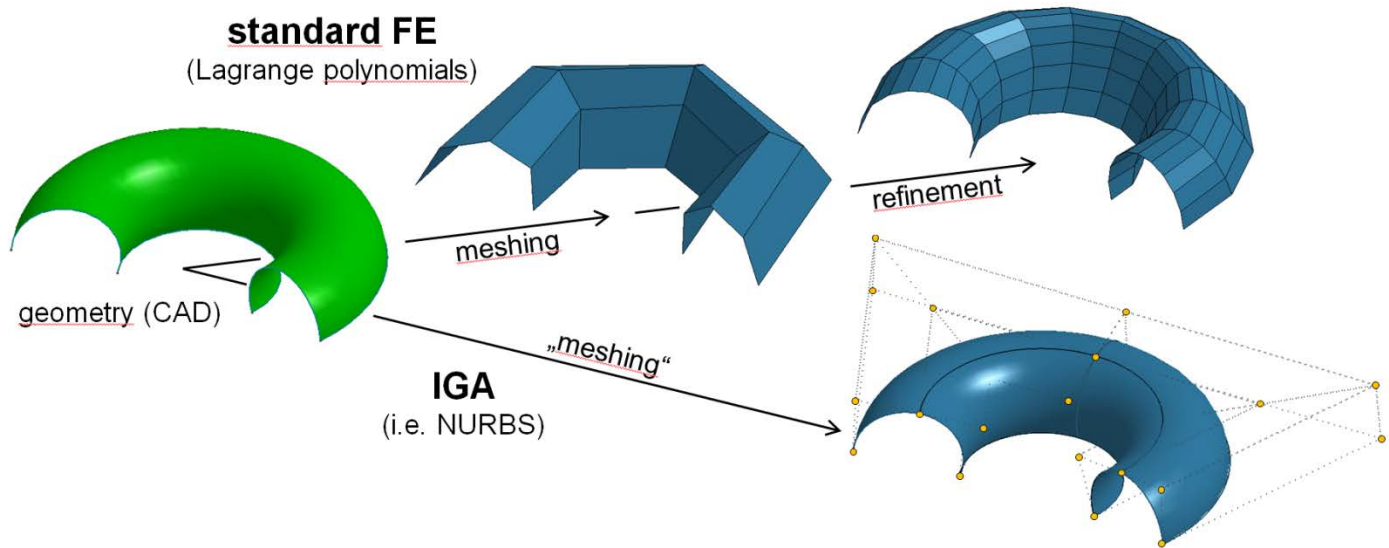 standard FE
(Lagrange polynomials)
geometry (CAD)
meshing
refinement
„meshing“
IGA
(i.e. NURBS)